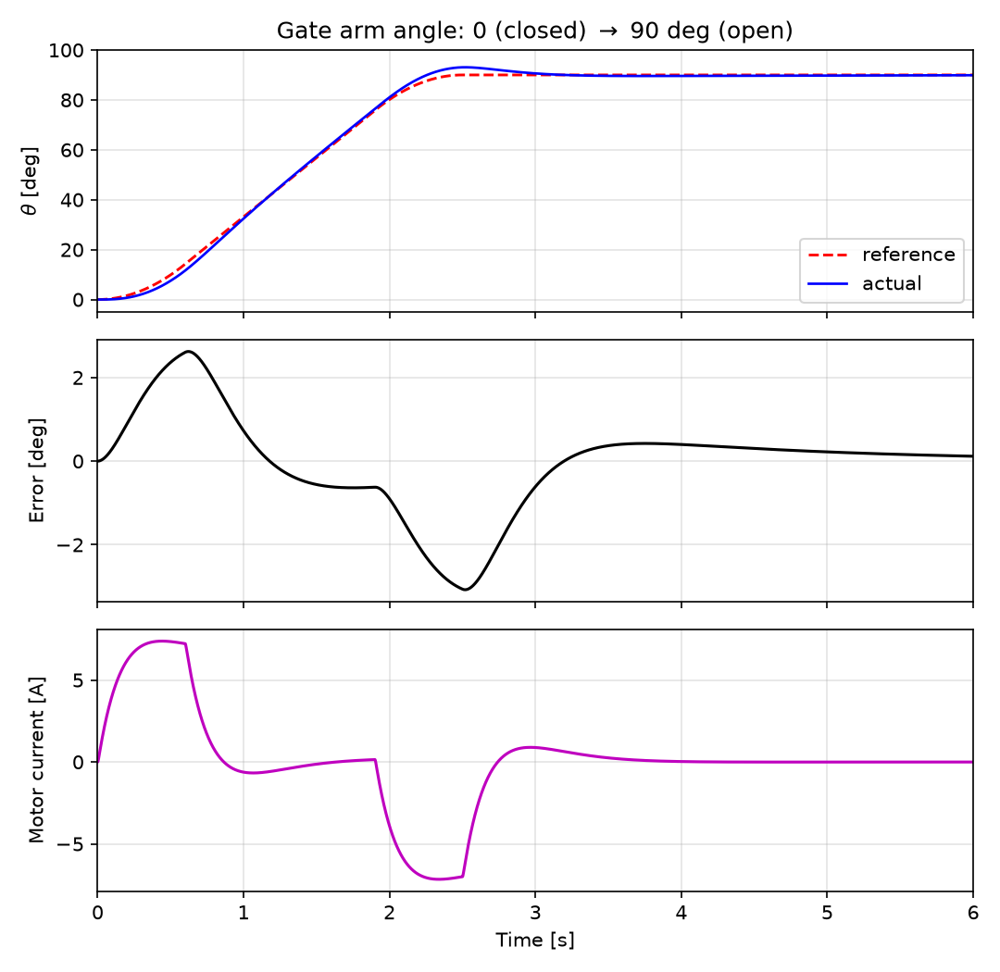 Gate arm angle: 0 (closed) → 90 deg (open)
100
80
60
40
20
0
θ [deg]
reference
actual
2
0
−2
Error [deg]
5
0
−5
Motor current [A]
0 1 2 3 4 5 6
Time [s]